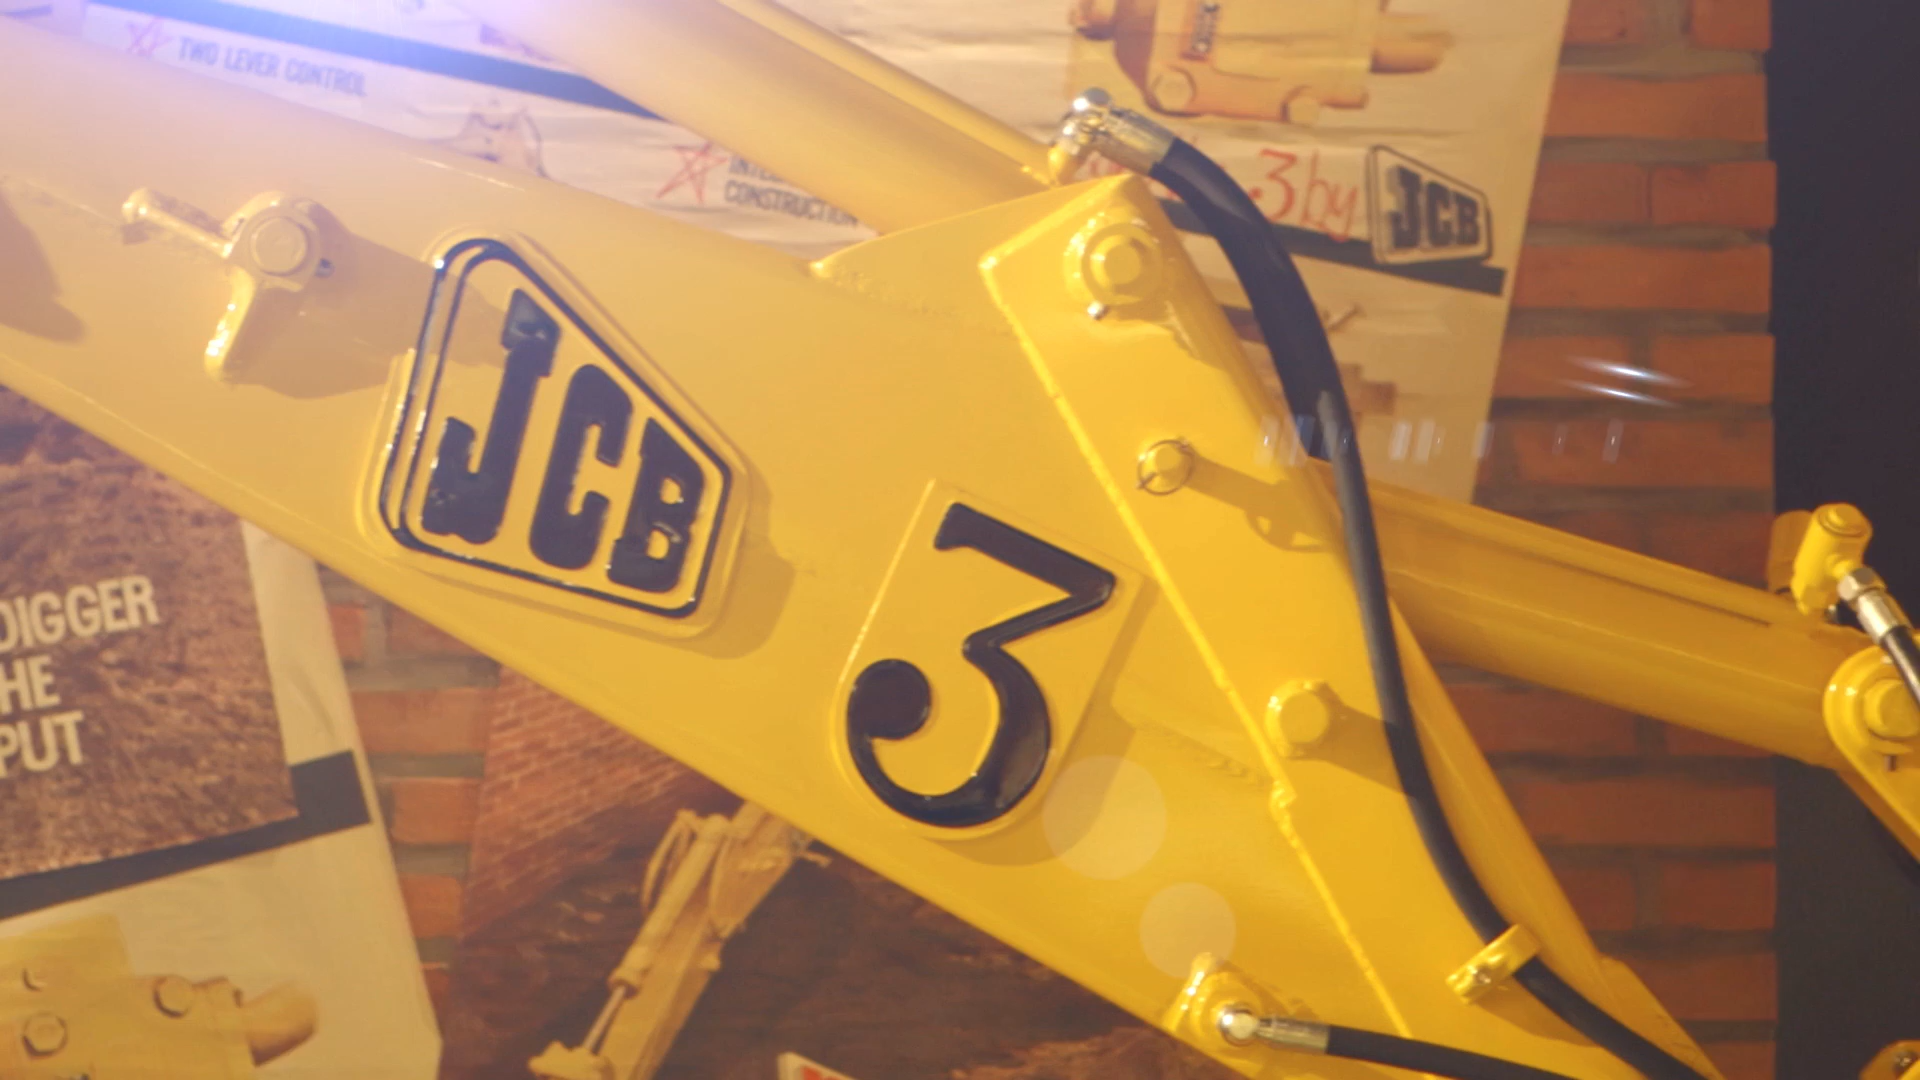 TWO LEVER CONTROL
CONSTRUCTION
3 by
JCB
JCB
3
DIGGER
HE
PUT